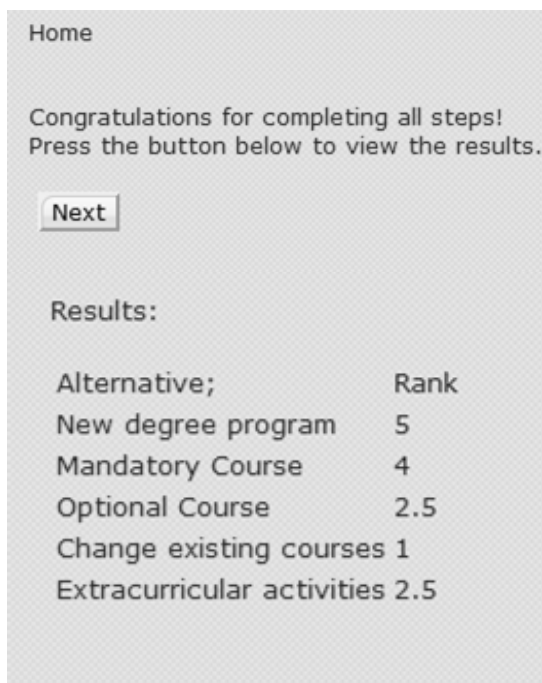 Home
Congratulations for completing all steps!
Press the button below to view the results.
Next
Results:
Alternative; Rank
New degree program 5
Mandatory Course 4
Optional Course 2.5
Change existing courses 1
Extracurricular activities 2.5